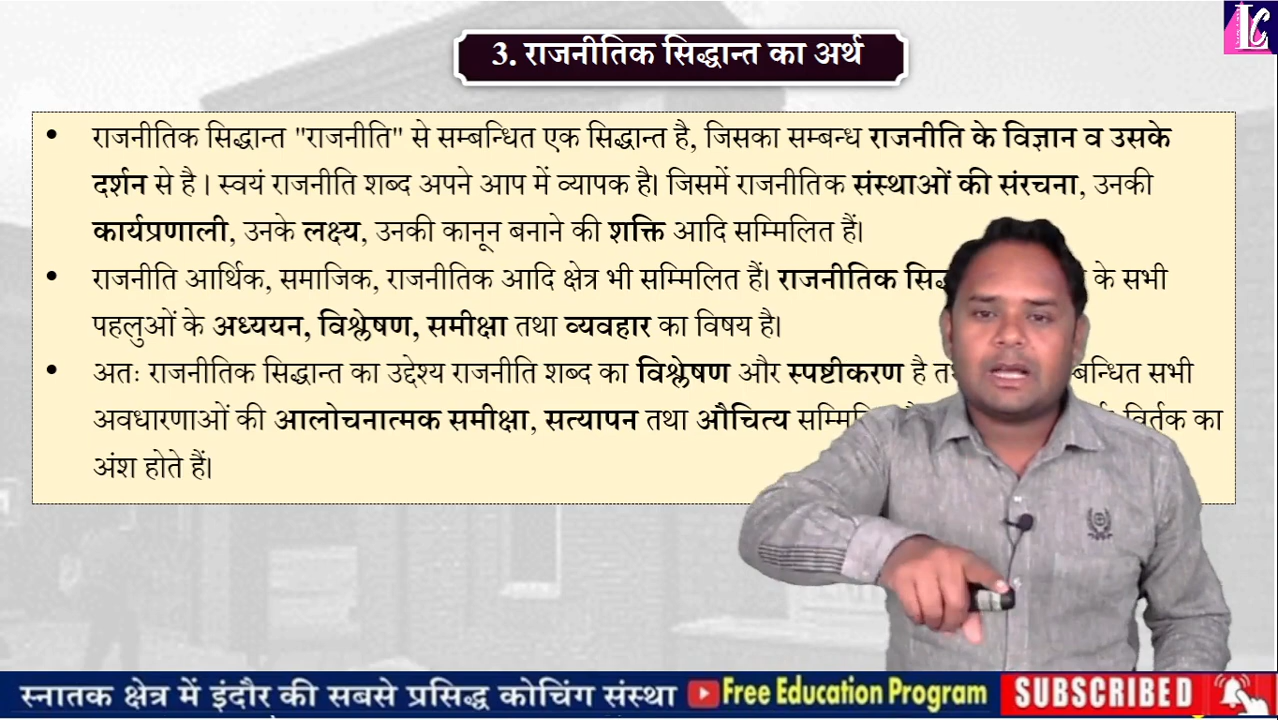 LC
3. राजनीतिक सिद्धान्त का अर्थ
• राजनीतिक सिद्धान्त "राजनीति" से सम्बन्धित एक सिद्धान्त है, जिसका सम्बन्ध राजनीति के विज्ञान व उसके
दर्शन से है । स्वयं राजनीति शब्द अपने आप में व्यापक है। जिसमें राजनीतिक संस्थाओं की संरचना, उनकी
कार्यप्रणाली, उनके लक्ष्य, उनकी कानून बनाने की शक्ति आदि सम्मिलित हैं।
• राजनीति आर्थिक, समाजिक, राजनीतिक आदि क्षेत्र भी सम्मिलित हैं। राजनीतिक के सभी
पहलुओं के अध्ययन, विश्लेषण, समीक्षा तथा व्यवहार का विषय है।
• अतः राजनीतिक सिद्धान्त का उद्देश्य राजनीति शब्द का विश्लेषण और स्पष्टीकरण है सभी
अवधारणाओं की आलोचनात्मक समीक्षा, सत्यापन तथा औचित्य विर्तक का
अंश होते हैं।
स्नातक क्षेत्र में इंदौर की सबसे प्रसिद्ध कोचिंग संस्था Free Education Program SUBSCRIBED